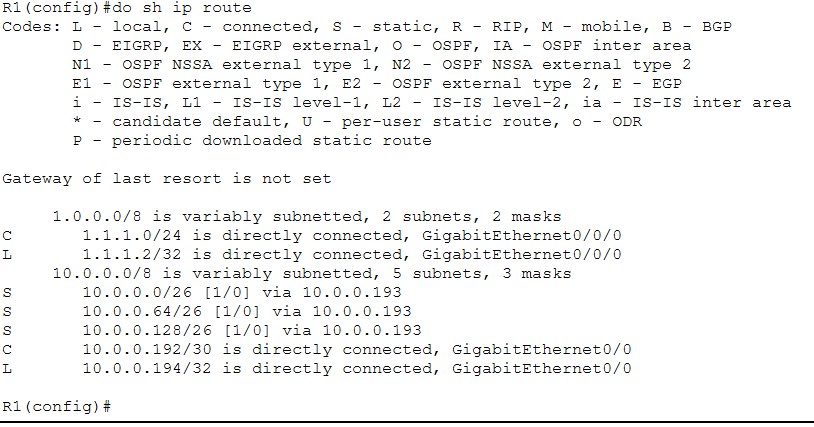 R1(config)#do sh ip route
Codes: L - local, C - connected, S - static, R - RIP, M - mobile, B - BGP
       D - EIGRP, EX - EIGRP external, O - OSPF, IA - OSPF inter area
       N1 - OSPF NSSA external type 1, N2 - OSPF NSSA external type 2
       E1 - OSPF external type 1, E2 - OSPF external type 2, E - EGP
       i - IS-IS, L1 - IS-IS level-1, L2 - IS-IS level-2, ia - IS-IS inter area
       * - candidate default, U - per-user static route, o - ODR
       P - periodic downloaded static route
Gateway of last resort is not set
     1.0.0.0/8 is variably subnetted, 2 subnets, 2 masks
C       1.1.1.0/24 is directly connected, GigabitEthernet0/0/0
L       1.1.1.2/32 is directly connected, GigabitEthernet0/0/0
     10.0.0.0/8 is variably subnetted, 5 subnets, 3 masks
S       10.0.0.0/26 [1/0] via 10.0.0.193
S       10.0.0.64/26 [1/0] via 10.0.0.193
S       10.0.0.128/26 [1/0] via 10.0.0.193
C       10.0.0.192/30 is directly connected, GigabitEthernet0/0
L       10.0.0.194/32 is directly connected, GigabitEthernet0/0
R1(config)#